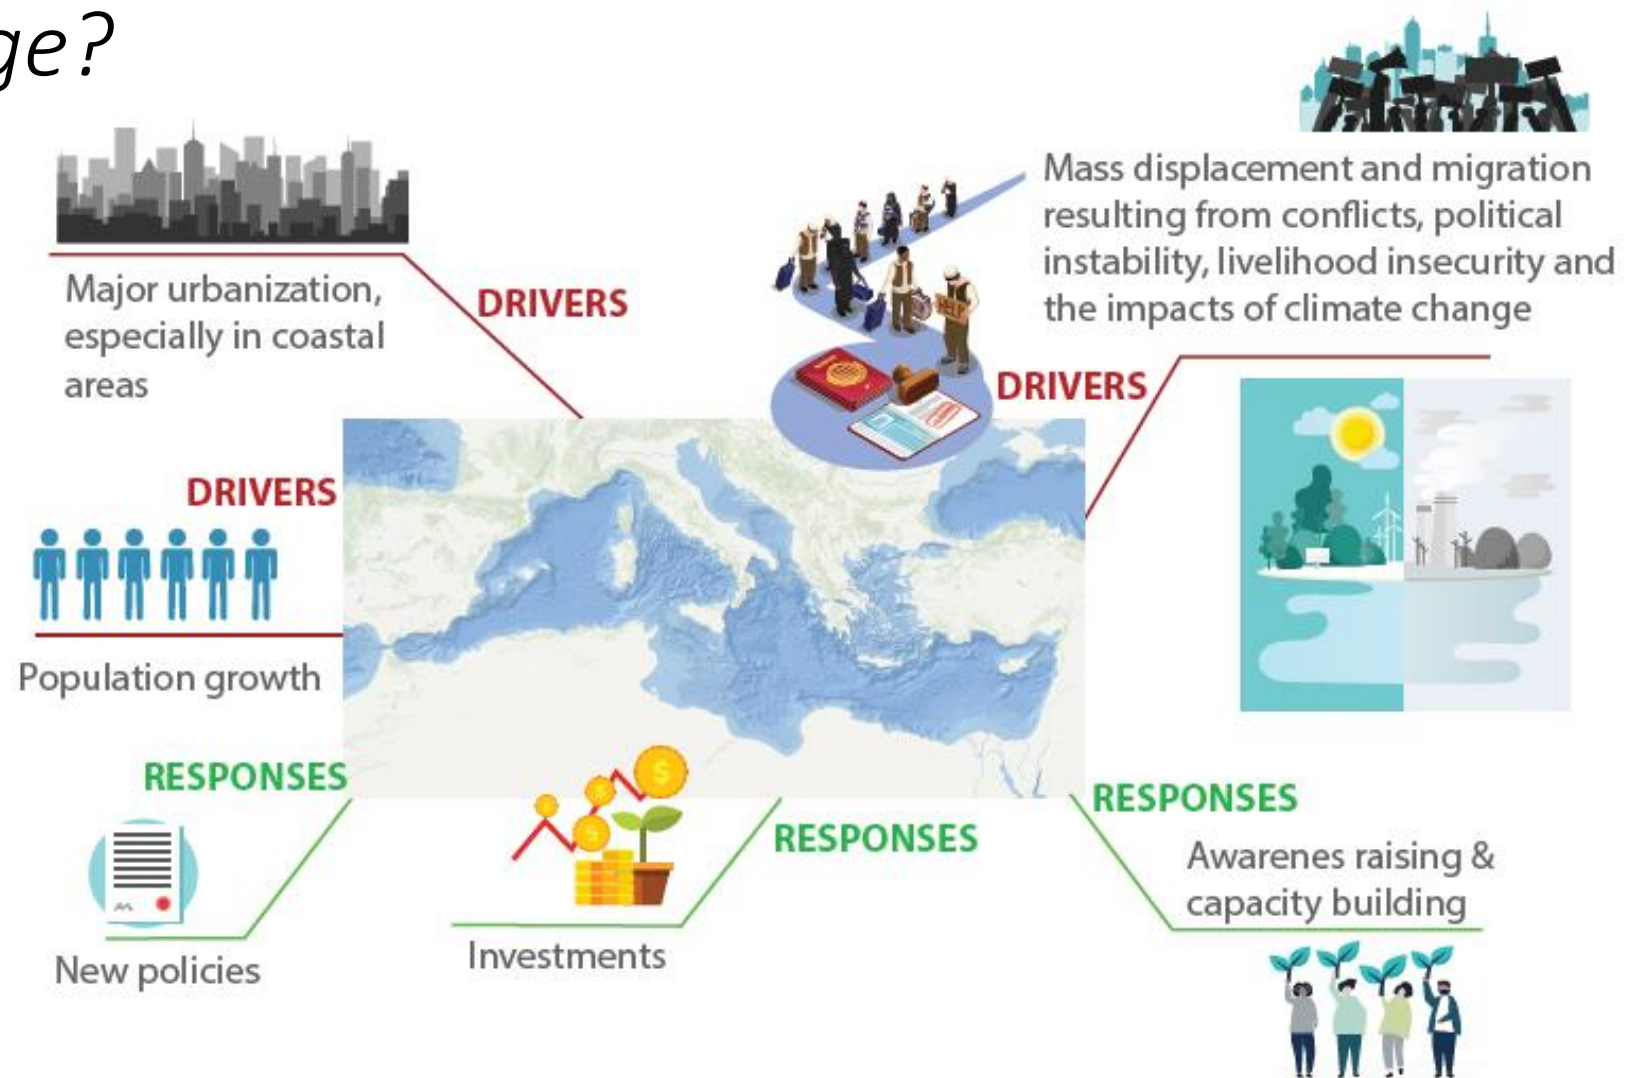 ge?
Mass displacement and migration
resulting from conflicts, political
instability, livelihood insecurity and
the impacts of climate change
Major urbanization,
especially in coastal
areas
DRIVERS
HELP
DRIVERS
DRIVERS
Population growth
RESPONSES
New policies
RESPONSES
Investments
RESPONSES
Awarenes raising &
capacity building